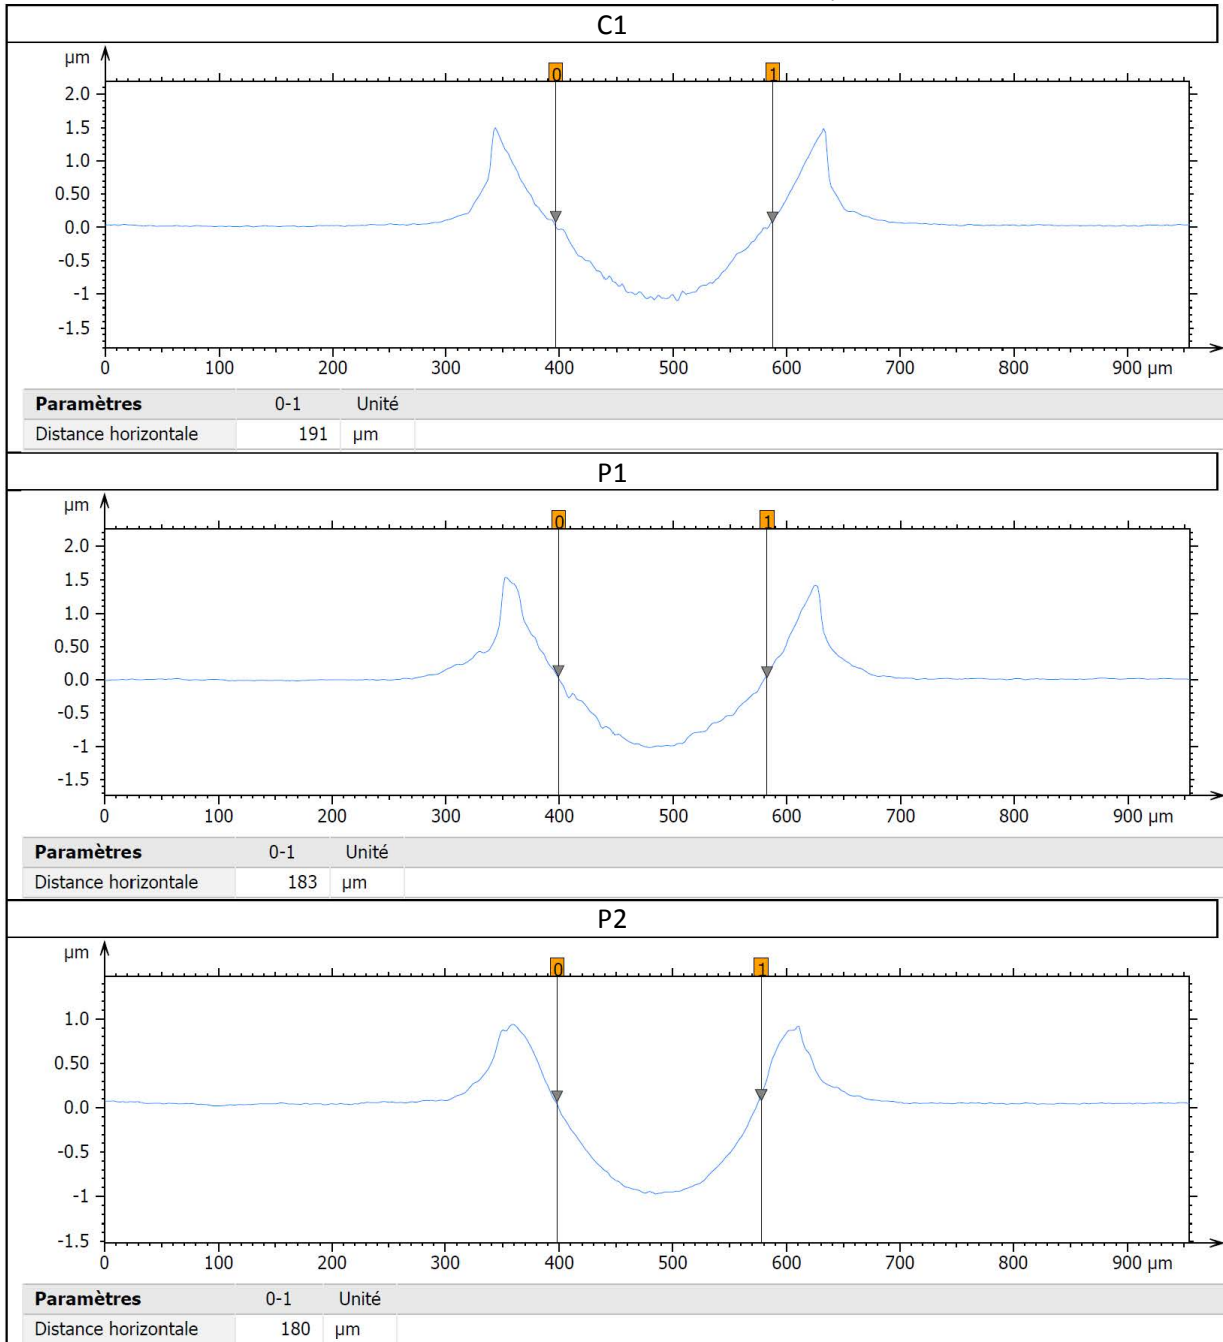 C1
µm
0 1
2.0
1.5
1.0
0.50
0.0
-0.5
-1
-1.5
0 100 200 300 400 500 600 700 800 900 µm
Paramètres 0-1 Unité
Distance horizontale 191 µm
P1
µm
0 1
2.0
1.5
1.0
0.50
0.0
-0.5
-1
-1.5
0 100 200 300 400 500 600 700 800 900 µm
Paramètres 0-1 Unité
Distance horizontale 183 µm
P2
µm
0 1
1.0
0.50
0.0
-0.5
-1
-1.5
0 100 200 300 400 500 600 700 800 900 µm
Paramètres 0-1 Unité
Distance horizontale 180 µm